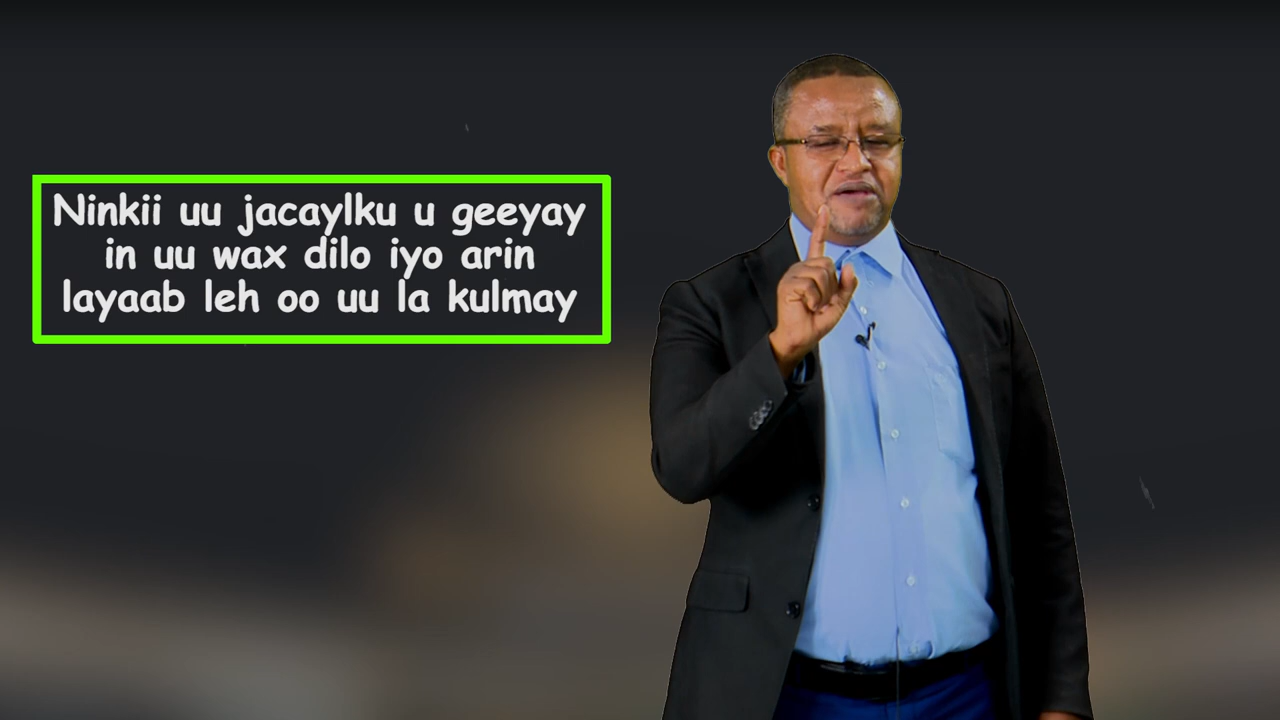 Ninkii uu jacaylku u geeyay
in uu wax dilo iyo arin
layaab leh oo uu la kulmay